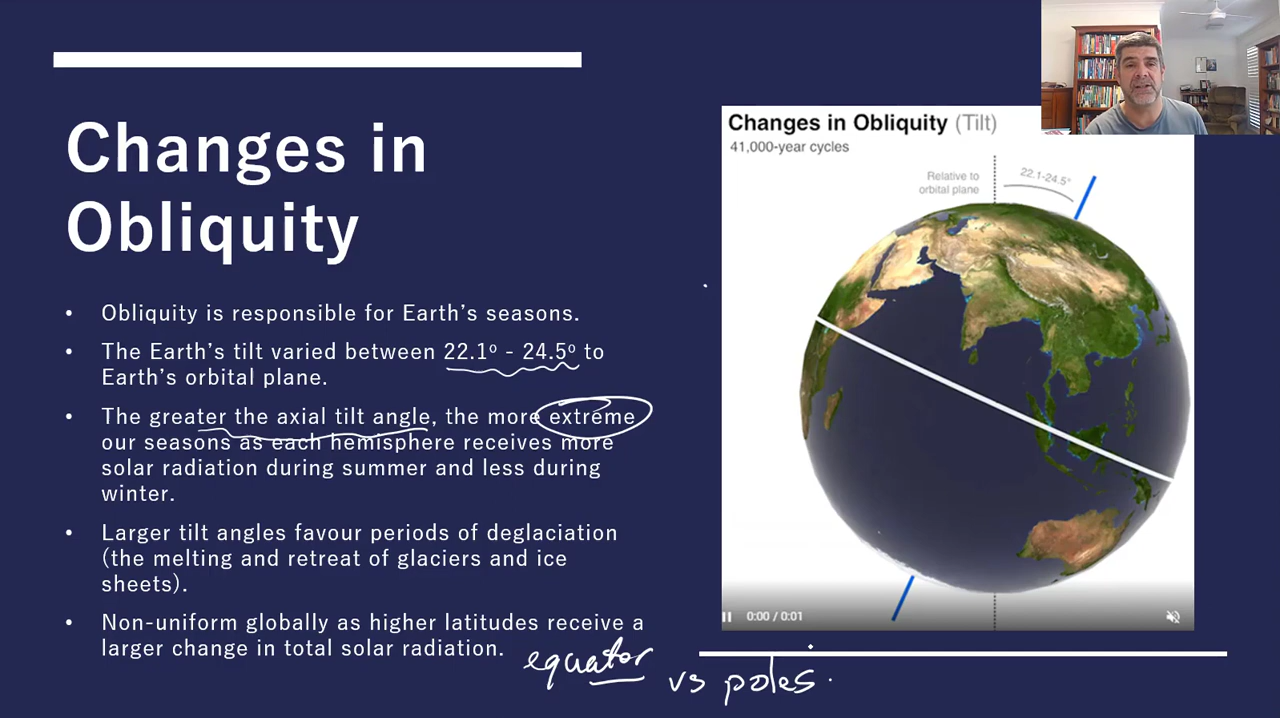 Changes in
Obliquity
• Obliquity is responsible for Earth's seasons.
• The Earth's tilt varied between 22.1º - 24.5º to
Earth's orbital plane.
• The greater the axial tilt angle, the more extreme
our seasons as each hemisphere receives more
solar radiation during summer and less during
winter.
• Larger tilt angles favour periods of deglaciation
(the melting and retreat of glaciers and ice
sheets).
• Non-uniform globally as higher latitudes receive a
larger change in total solar radiation.
equator vs poles.
Changes in Obliquity (Tilt)
41,000-year cycles
Relative to
orbital plane
22.1-24.5°
0:00 / 0:01